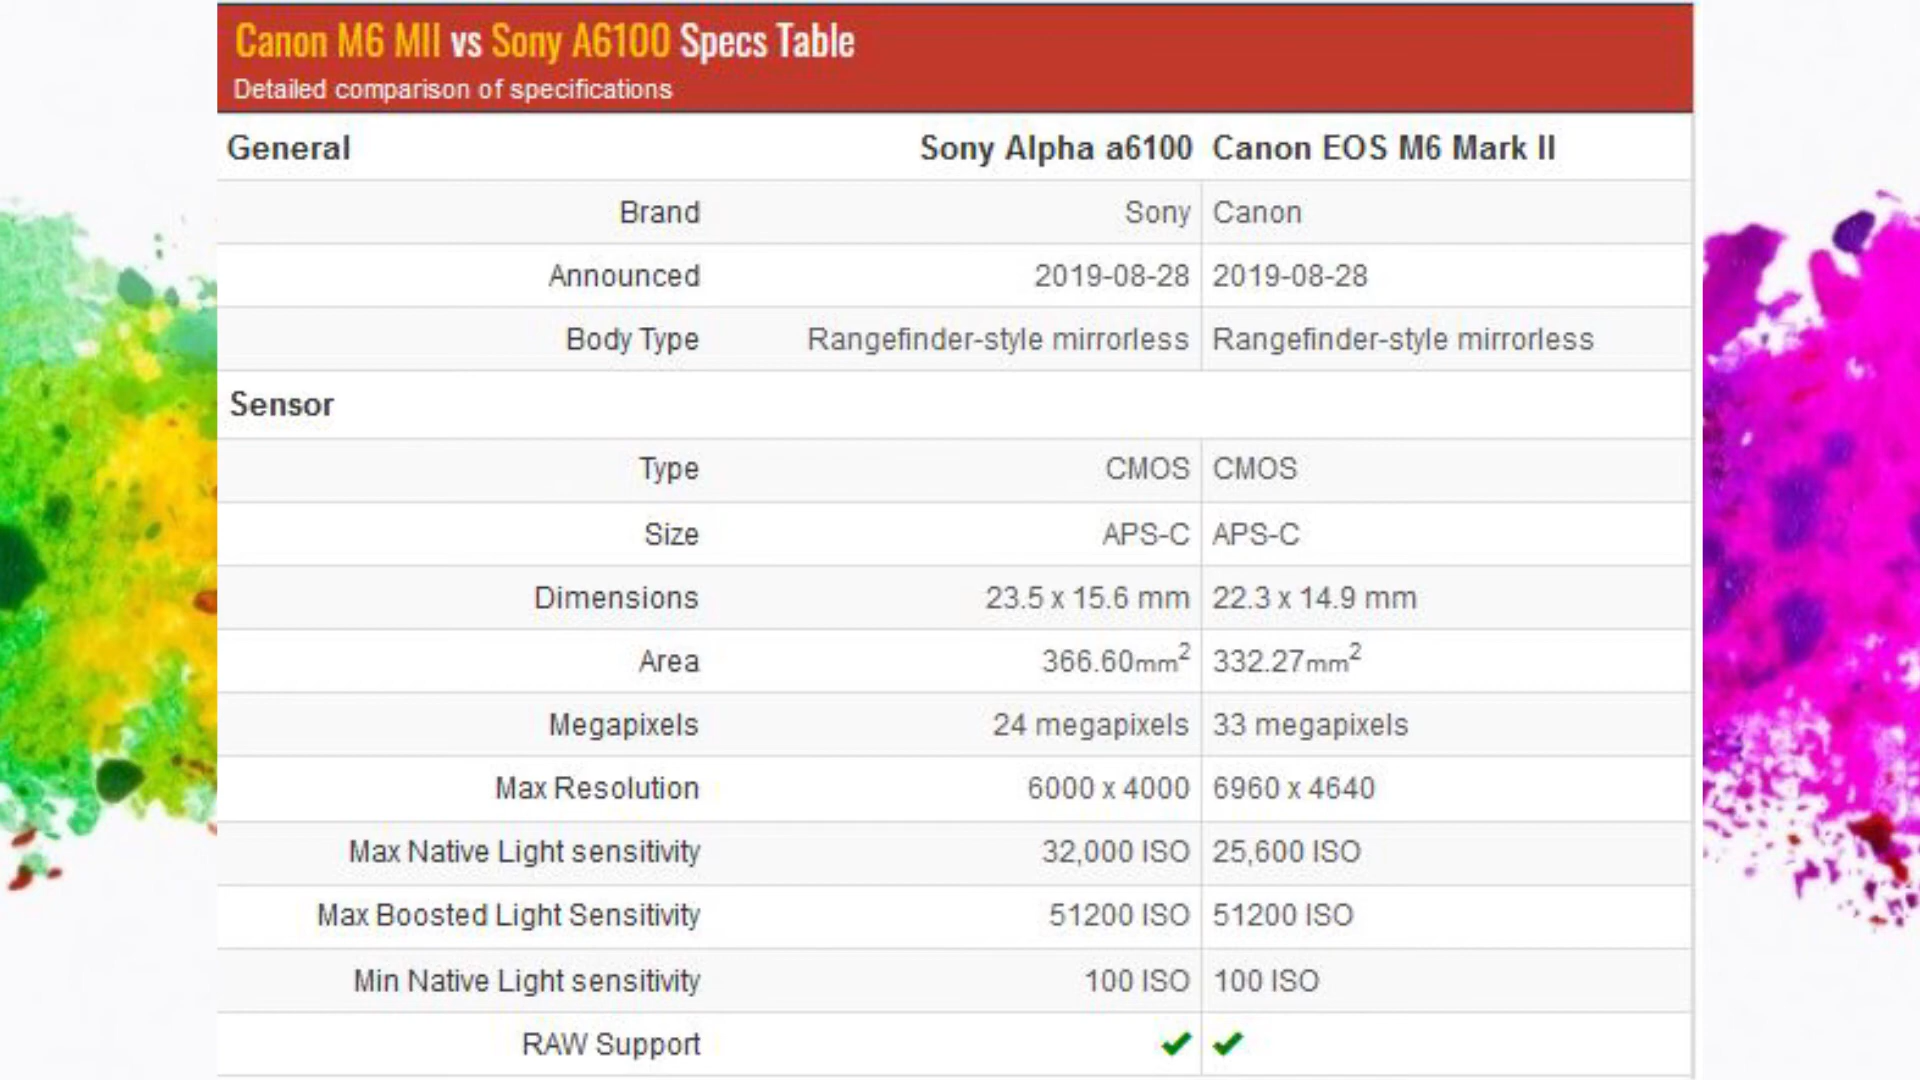 Canon M6 MII vs Sony A6100 Specs Table
Detailed comparison of specifications
General Sony Alpha a6100 Canon EOS M6 Mark II
Brand Sony Canon
Announced 2019-08-28 2019-08-28
Body Type Rangefinder-style mirrorless Rangefinder-style mirrorless
Sensor
Type CMOS CMOS
Size APS-C APS-C
Dimensions 23.5 x 15.6 mm 22.3 x 14.9 mm
Area 366.60mm² 332.27mm²
Megapixels 24 megapixels 33 megapixels
Max Resolution 6000 x 4000 6960 x 4640
Max Native Light sensitivity 32,000 ISO 25,600 ISO
Max Boosted Light Sensitivity 51200 ISO 51200 ISO
Min Native Light sensitivity 100 ISO 100 ISO
RAW Support ✔ ✔